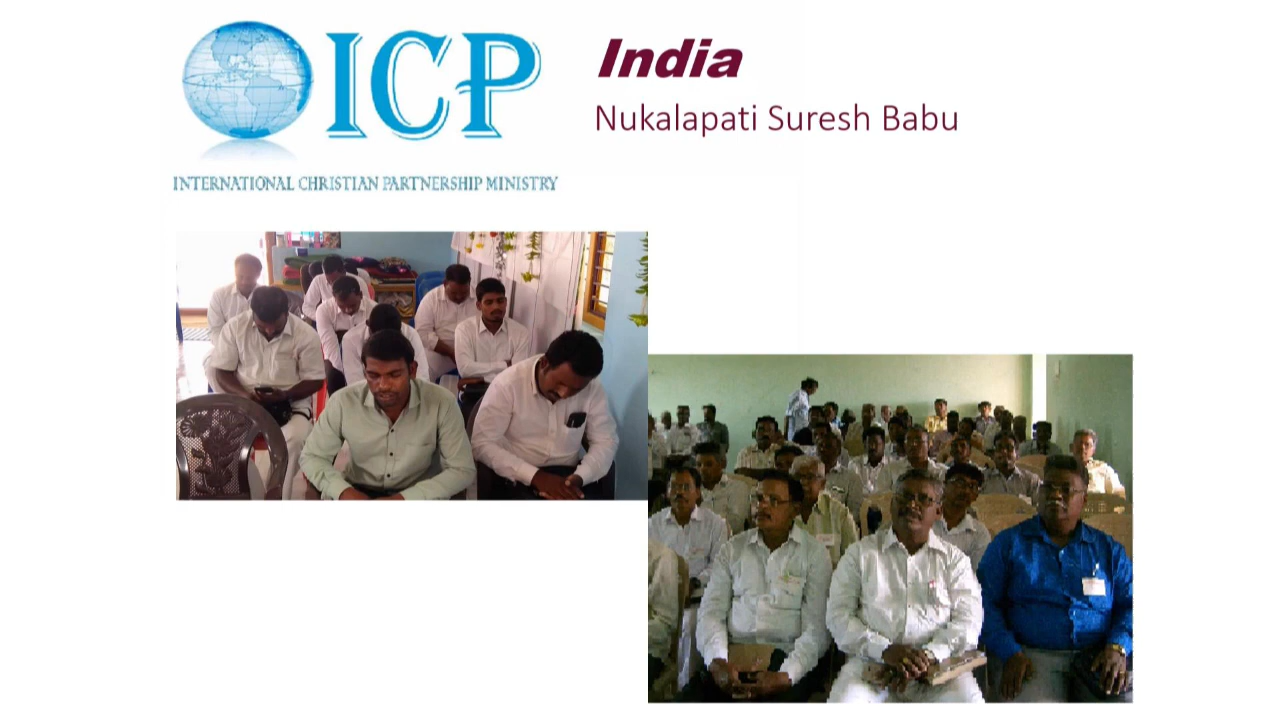 ICP
India
Nukalapati Suresh Babu
INTERNATIONAL CHRISTIAN PARTNERSHIP MINISTRY